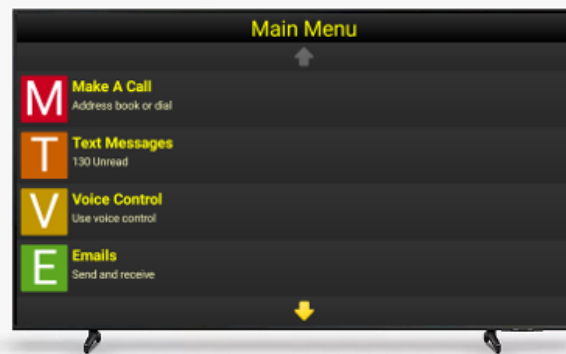 Main Menu
M
Make A Call
Address book or dial
T
Text Messages
130 Unread
V
Voice Control
Use voice control
E
Emails
Send and receive